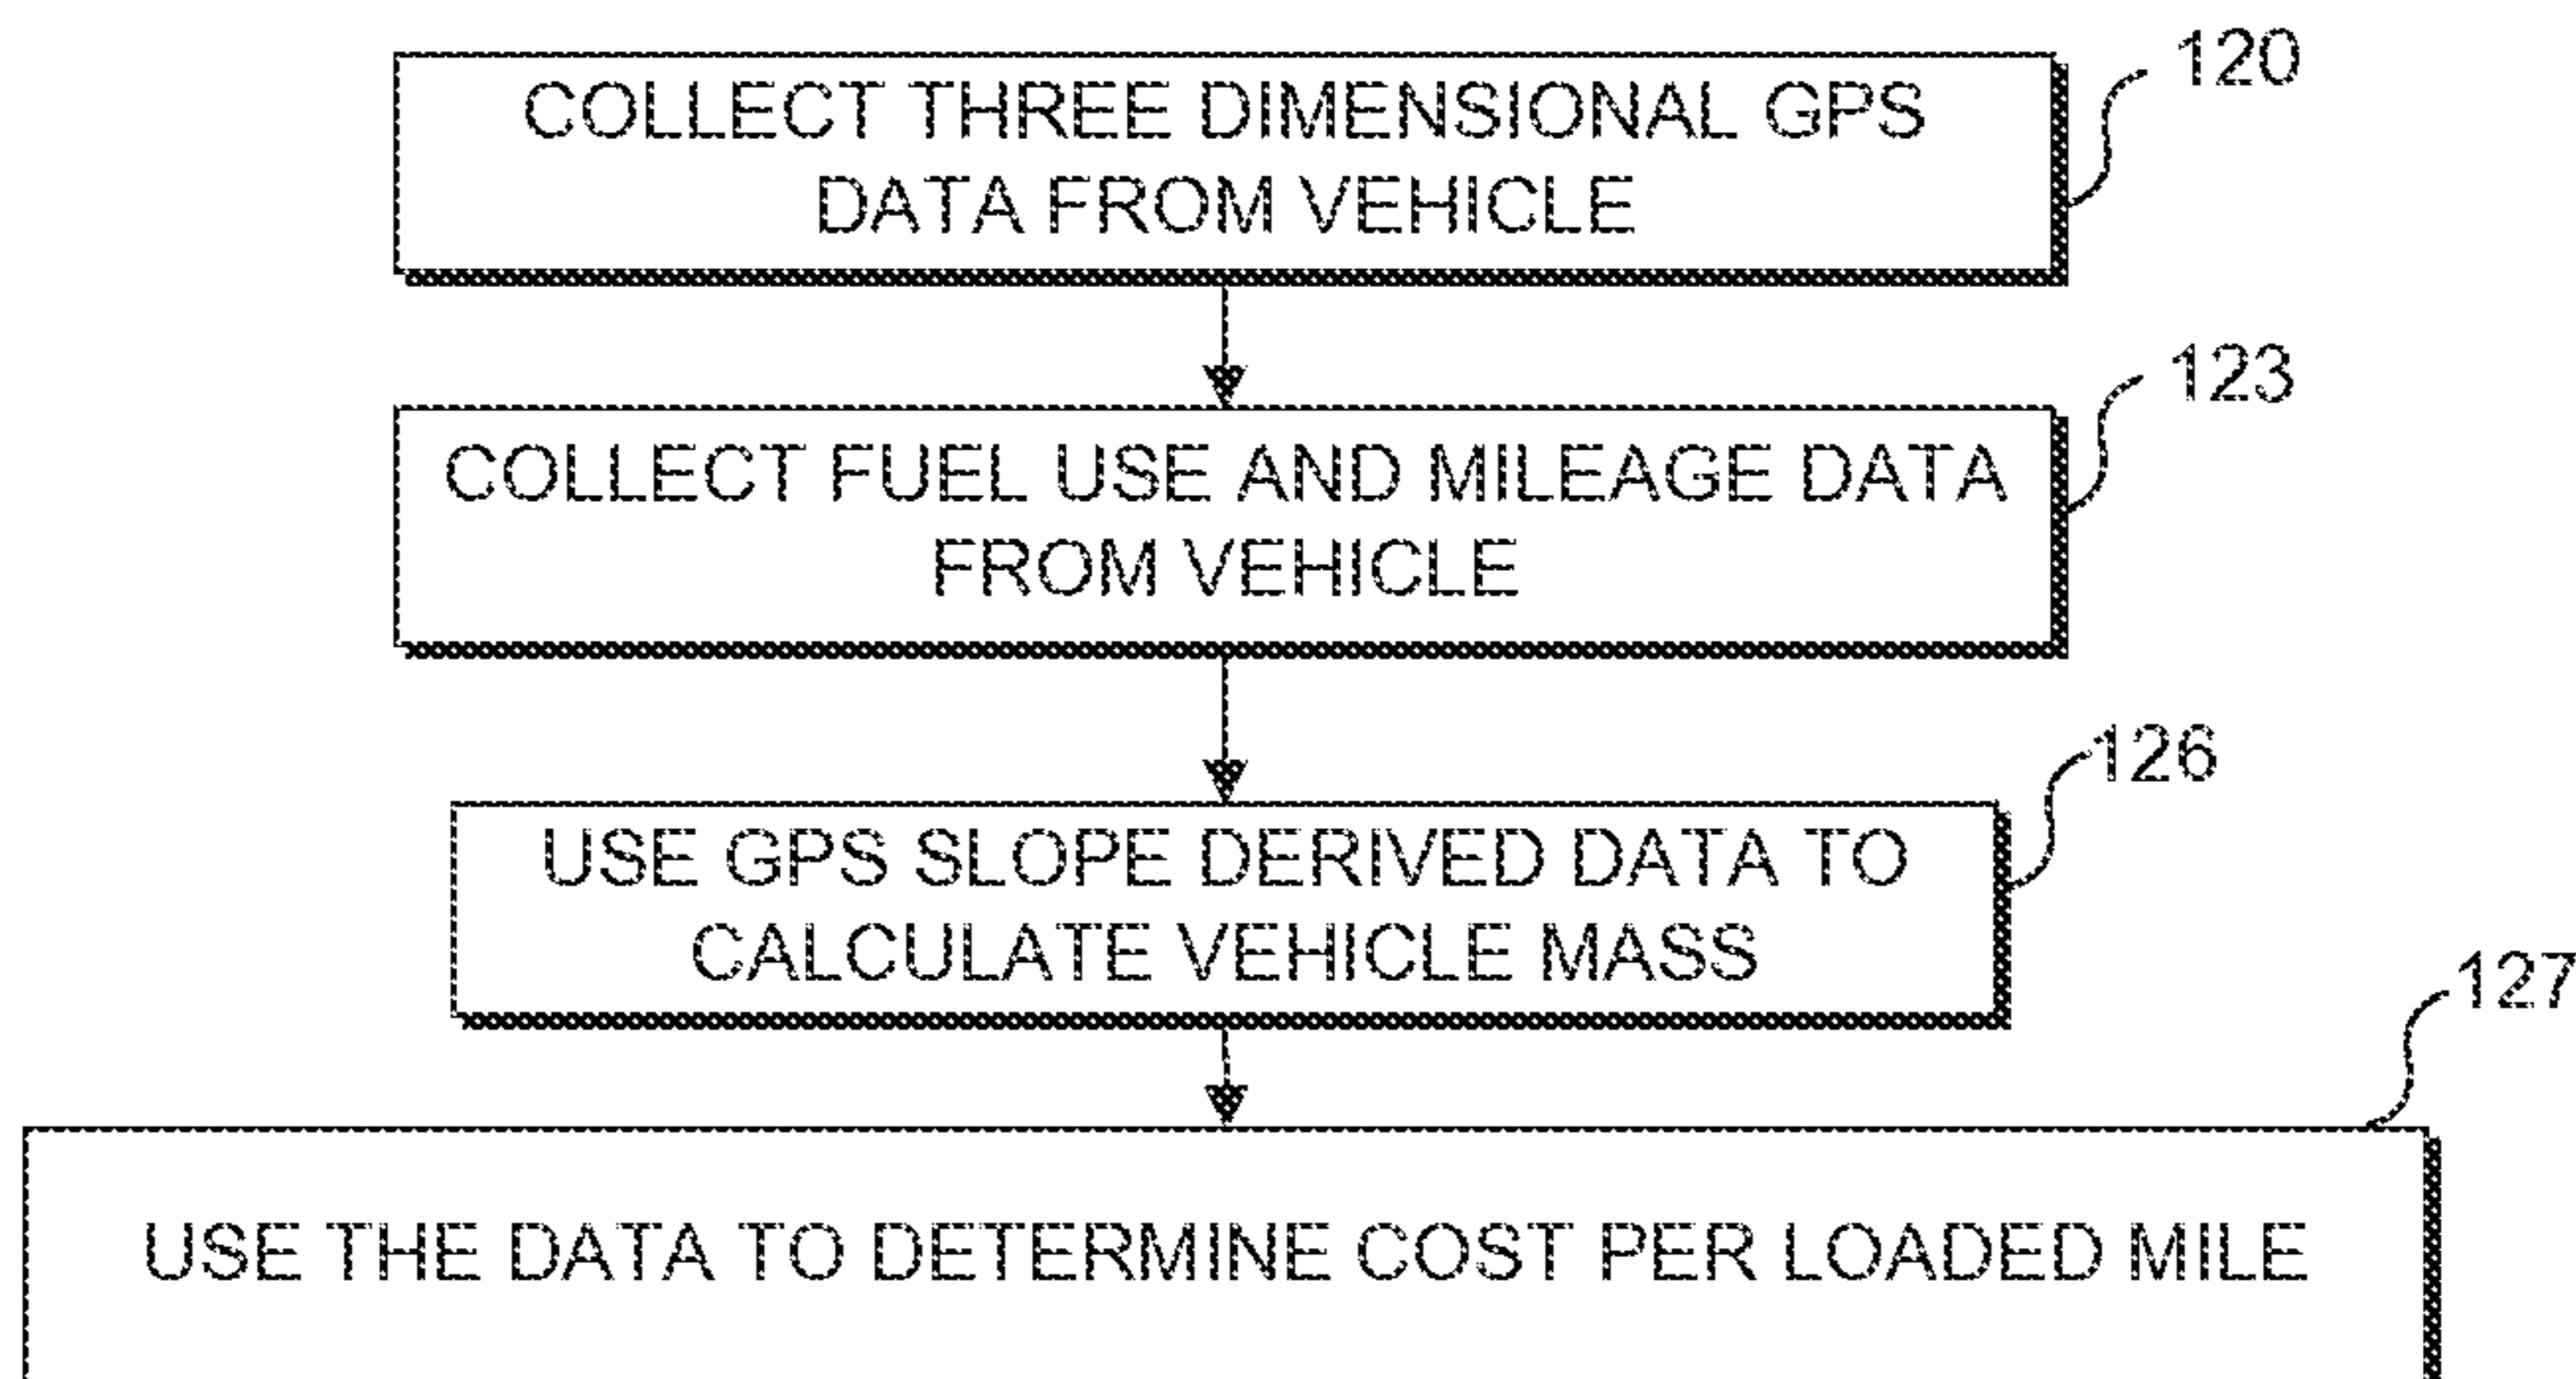 120
COLLECT THREE DIMENSIONAL GPS
DATA FROM VEHICLE
123
COLLECT FUEL USE AND MILEAGE DATA
FROM VEHICLE
126
USE GPS SLOPE DERIVED DATA TO
CALCULATE VEHICLE MASS
127
USE THE DATA TO DETERMINE COST PER LOADED MILE